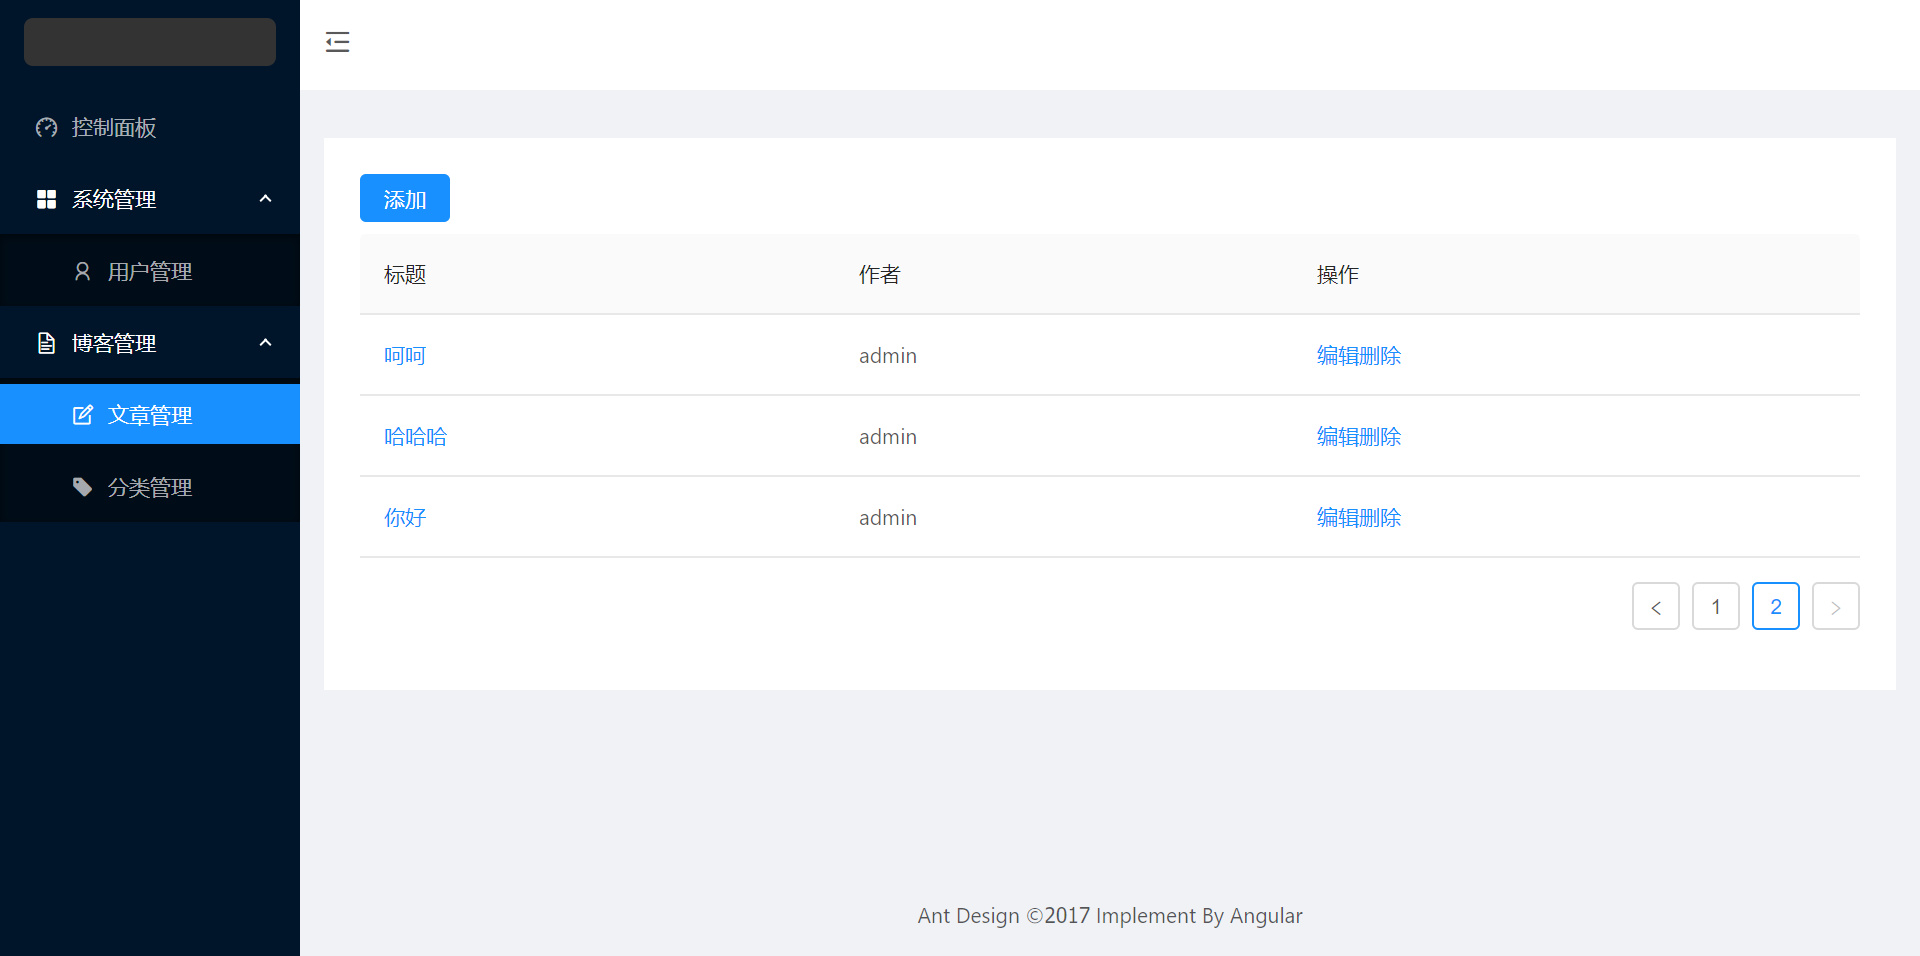 控制面板
系统管理
用户管理
博客管理
文章管理
分类管理
添加
标题 作者 操作
呵呵 admin 编辑删除
哈哈哈 admin 编辑删除
你好 admin 编辑删除
< 1 2 >
Ant Design ©2017 Implement By Angular